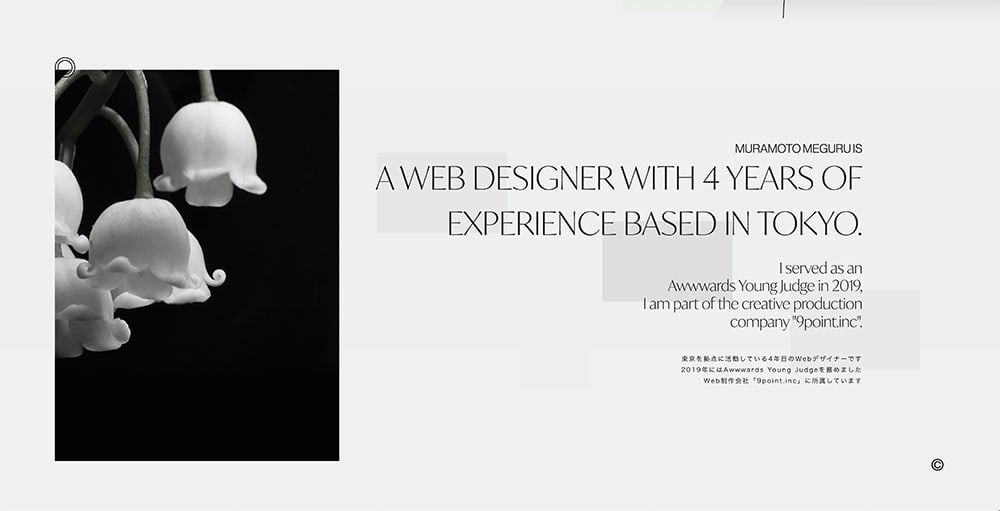 MURAMOTO MEGURU IS
A WEB DESIGNER WITH 4 YEARS OF
EXPERIENCE BASED IN TOKYO.
I served as an
Awwwards Young Judge in 2019,
I am part of the creative production
company "9point.inc".
東京を拠点に活動している4年目のWebデザイナーです
2019年にはAwwwards Young Judgeを務めました
Web制作会社「9point.inc」に所属しています
©